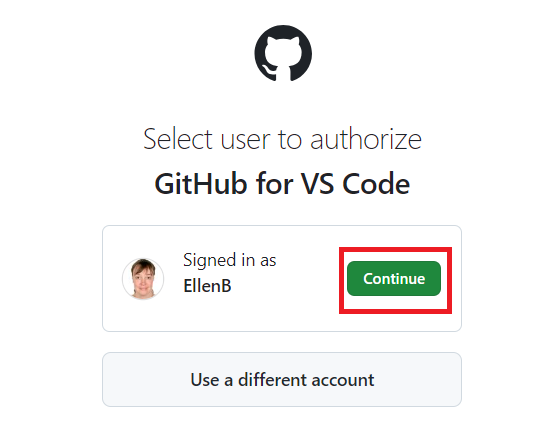 Select user to authorize
GitHub for VS Code
Signed in as
EllenB
Continue
Use a different account